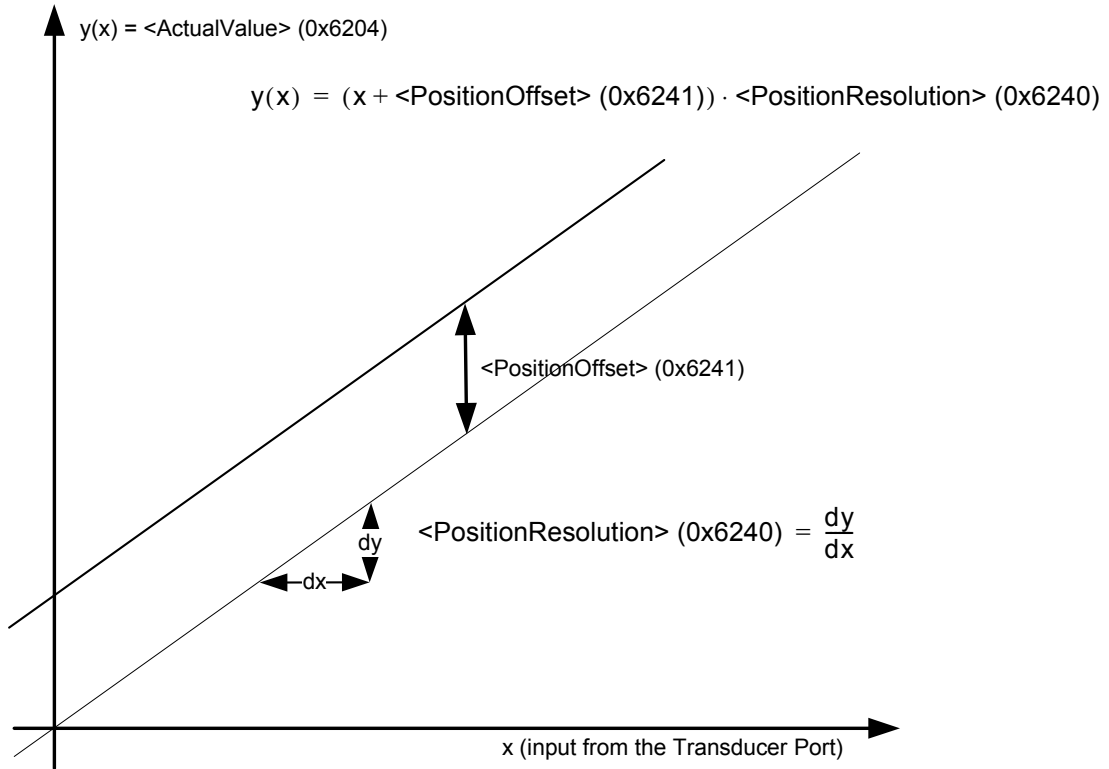 y(x) = <ActualValue> (0x6204)
y(x) = (x + <PositionOffset> (0x6241)) · <PositionResolution> (0x6240)
<PositionOffset> (0x6241)
<PositionResolution> (0x6240) = dy/dx
dy
dx
x (input from the Transducer Port)